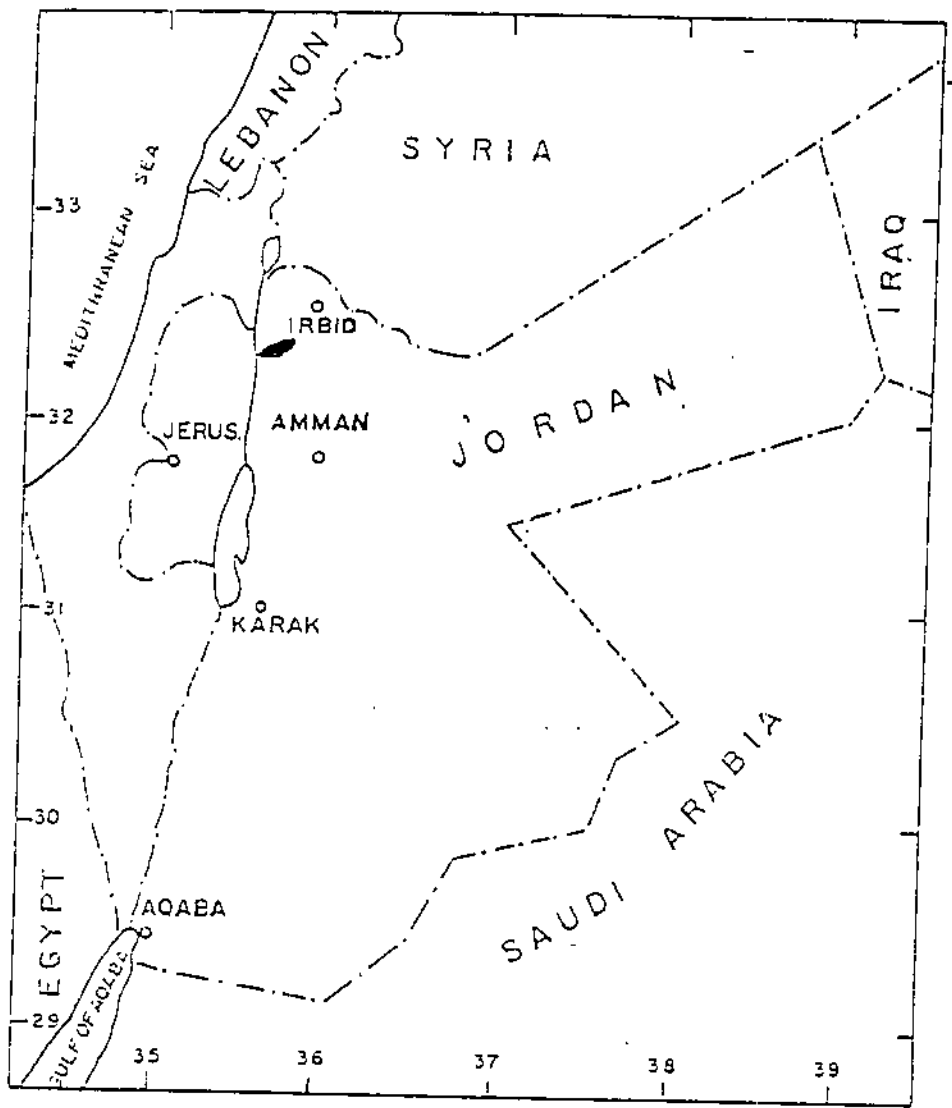 LEBANON
SYRIA
MEDITHRANEAN SEA
33
IRAQ
IRBID
32
JERUS.
AMMAN
JORDAN
31
KARAK
30
SAUDI ARABIA
EGYPT
AQABA
GULF OF AQABA
29
35
36
37
38
39